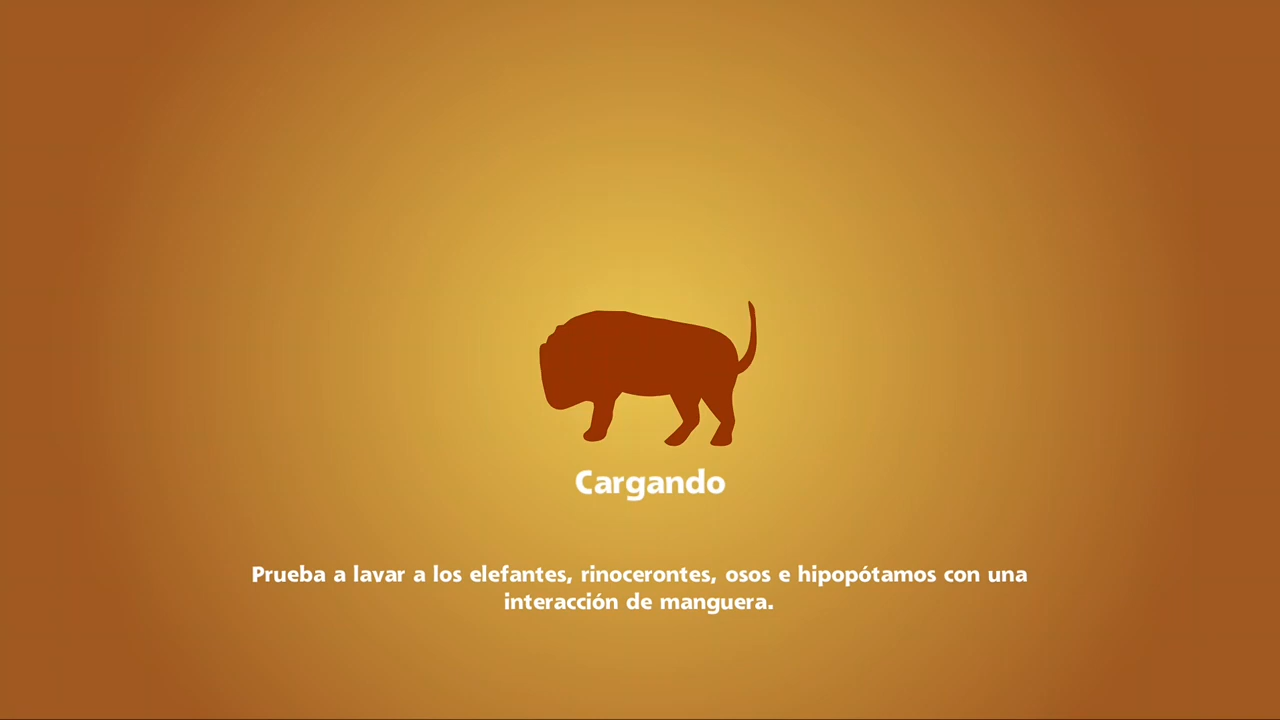 Cargando
Prueba a lavar a los elefantes, rinocerontes, osos e hipopótamos con una
interacción de manguera.